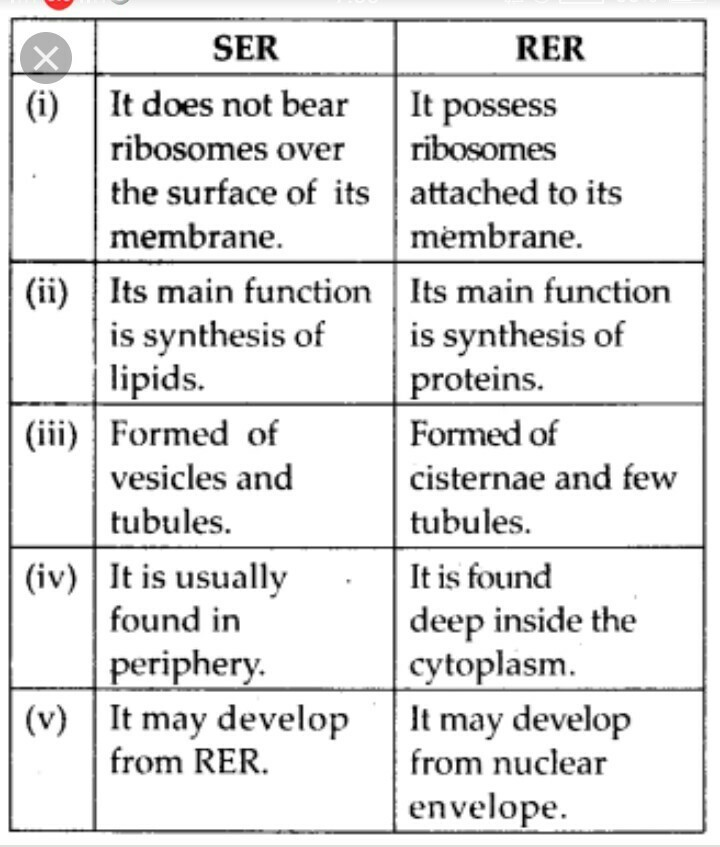 SER RER
(i) It does not bear It possess
ribosomes over ribosomes
the surface of its attached to its
membrane. membrane.
(ii) Its main function Its main function
is synthesis of is synthesis of
lipids. proteins.
(iii) Formed of Formed of
vesicles and cisternae and few
tubules. tubules.
(iv) It is usually It is found
found in deep inside the
periphery. cytoplasm.
(v) It may develop It may develop
from RER. from nuclear
envelope.